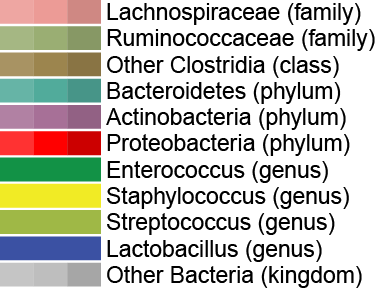 Lachnospiraceae (family)
Ruminococcaceae (family)
Other Clostridia (class)
Bacteroidetes (phylum)
Actinobacteria (phylum)
Proteobacteria (phylum)
Enterococcus (genus)
Staphylococcus (genus)
Streptococcus (genus)
Lactobacillus (genus)
Other Bacteria (kingdom)